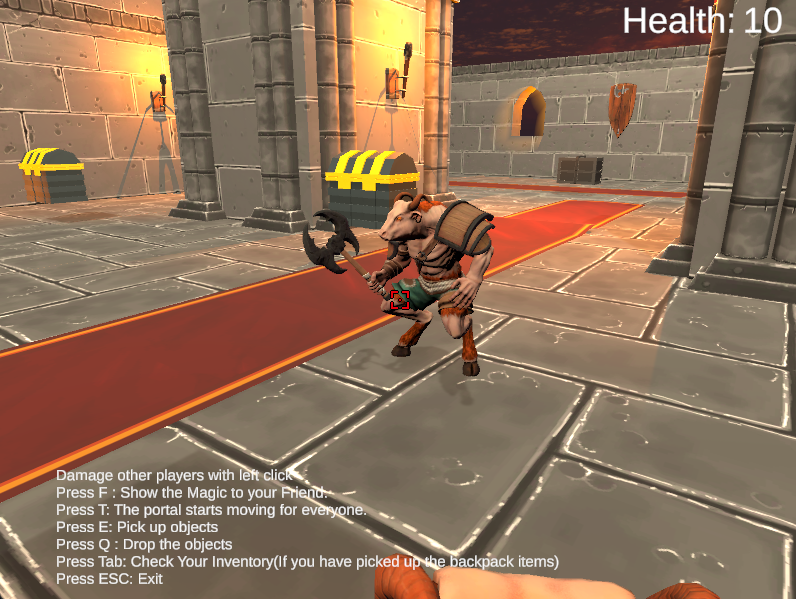 Health: 10
Damage other players with left click
Press F : Show the Magic to your Friend.
Press T: The portal starts moving for everyone.
Press E: Pick up objects
Press Q : Drop the objects
Press Tab: Check Your Inventory(If you have picked up the backpack items)
Press ESC: Exit